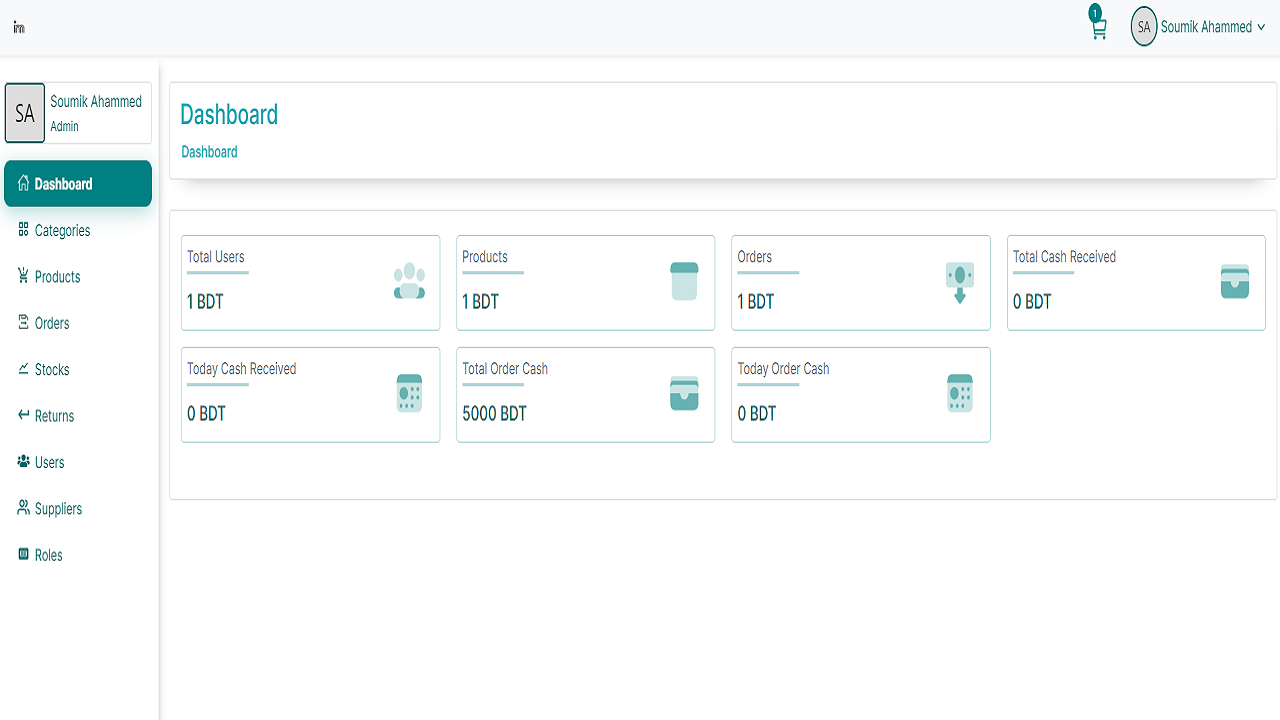 im
1
SA
Soumik Ahammed
SA
Soumik Ahammed
Admin
Dashboard
Categories
Products
Orders
Stocks
Returns
Users
Suppliers
Roles
Dashboard
Dashboard
Total Users
1 BDT
Products
1 BDT
Orders
1 BDT
Total Cash Received
0 BDT
Today Cash Received
0 BDT
Total Order Cash
5000 BDT
Today Order Cash
0 BDT